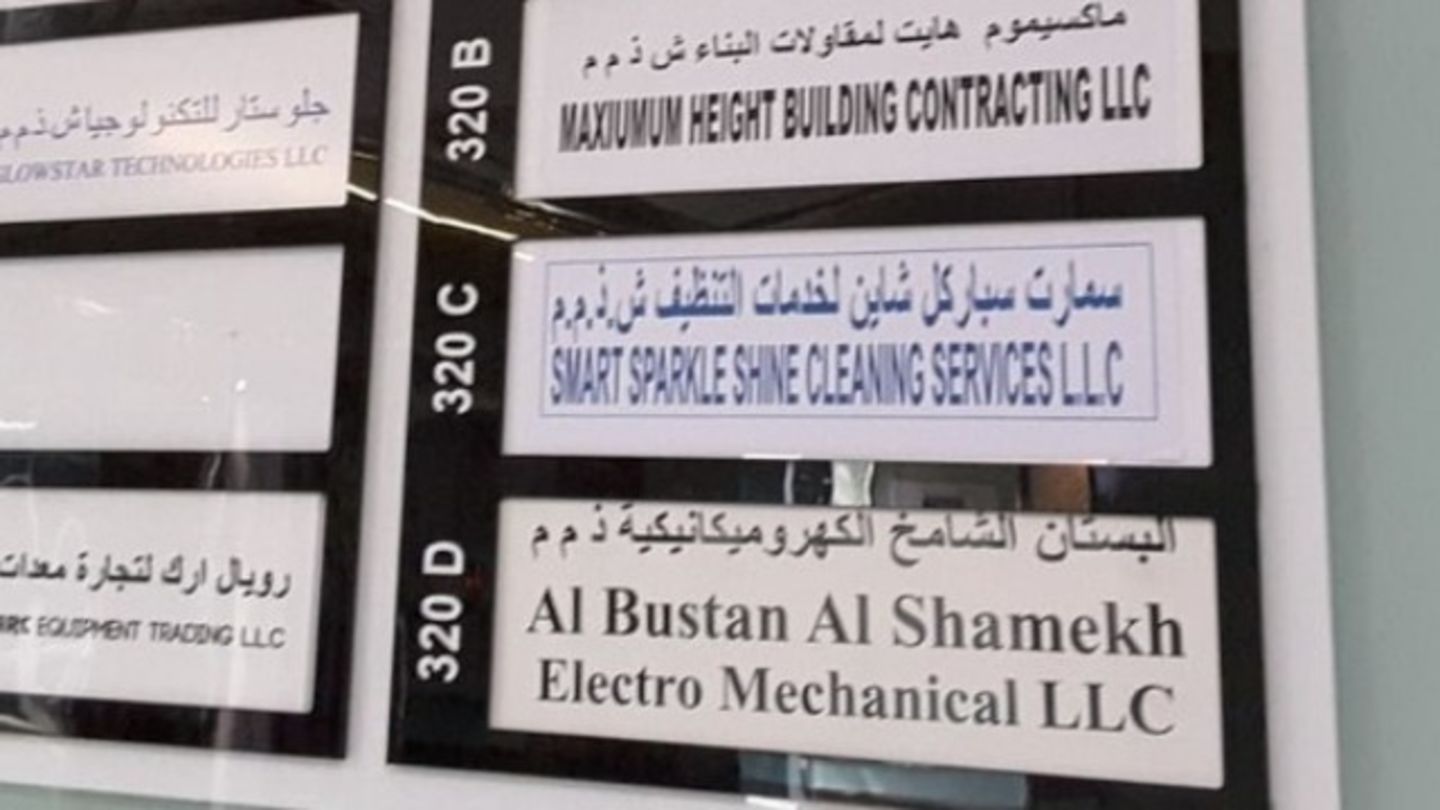 جلو ستار للتكنولوجيا ش ذ م م
GLOWSTAR TECHNOLOGIES LLC
رويال ارك لتجارة معدات
EQUIPMENT TRADING LLC
320 B
ماكسيموم هايت لمقاولات البناء ش ذ م م
MAXIUMUM HEIGHT BUILDING CONTRACTING LLC
320 C
سمارت سباركل شاين لخدمات التنظيف ش.ذ.م.م
SMART SPARKLE SHINE CLEANING SERVICES L.L.C
320 D
البستان الشامخ الكهروميكانيكية ذ م م
Al Bustan Al Shamekh
Electro Mechanical LLC